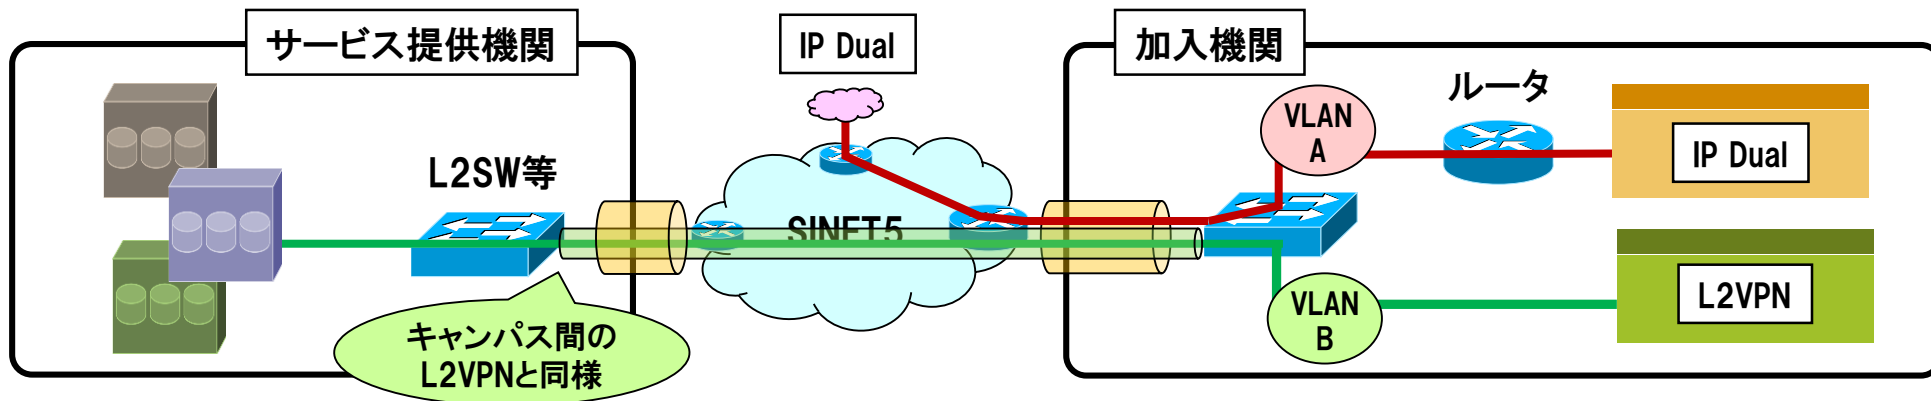 サービス提供機関
IP Dual
加入機関
L2SW等
SINET5
VLAN
A
ルータ
IP Dual
VLAN
B
L2VPN
キャンパス間の
L2VPNと同様